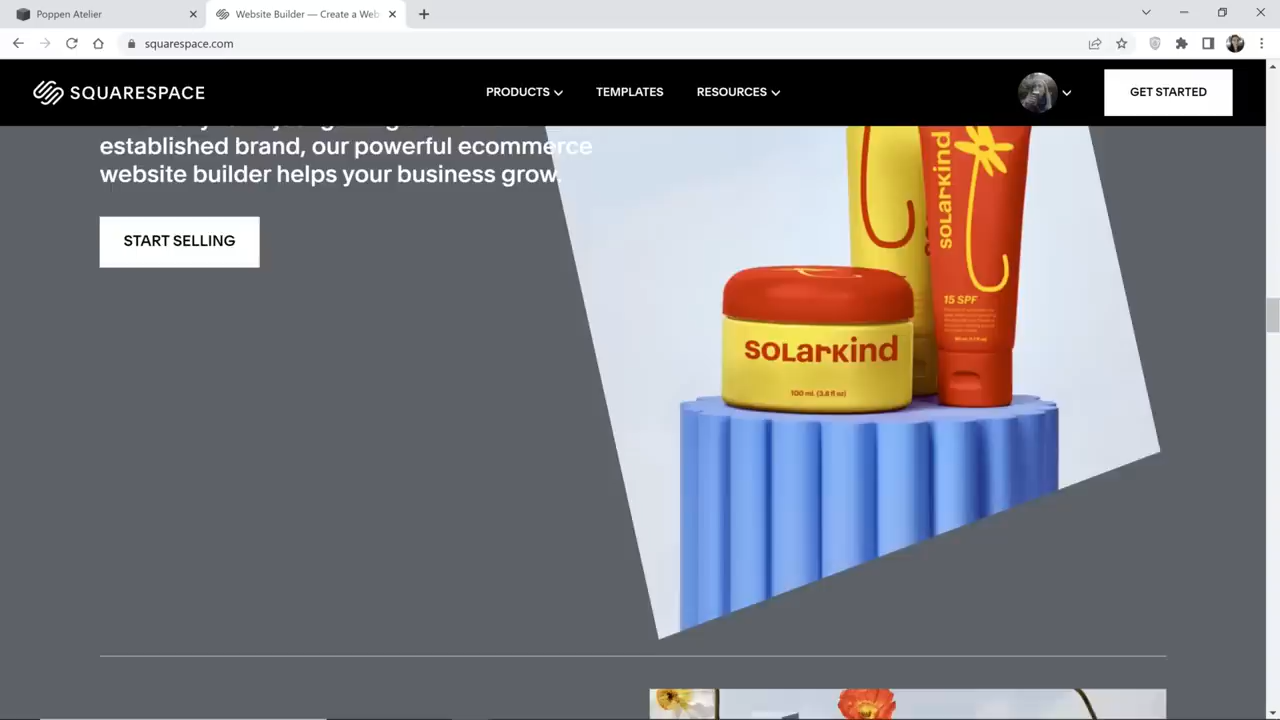 Poppen Atelier
Website Builder — Create a Web
squarespace.com
SQUARESPACE
PRODUCTS
TEMPLATES
RESOURCES
GET STARTED
established brand, our powerful ecommerce
website builder helps your business grow.
START SELLING
solarkind
15 SPF
solarkind
100 ml. (3.8 fl oz)